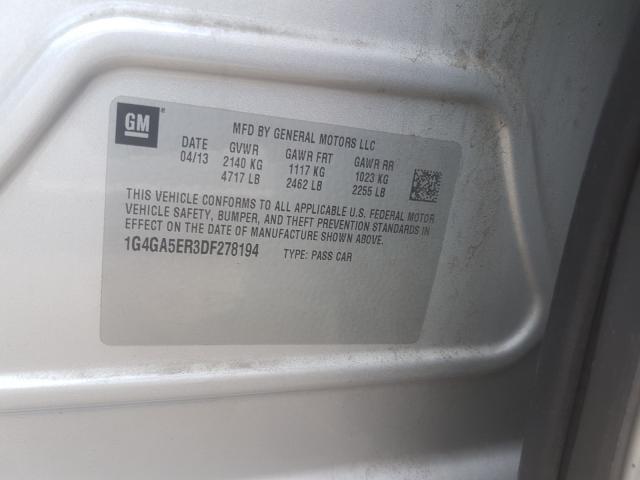 GM
MFD BY GENERAL MOTORS LLC
DATE GVWR GAWR FRT GAWR RR
04/13 2140 KG 1117 KG 1023 KG
4717 LB 2462 LB 2255 LB
THIS VEHICLE CONFORMS TO ALL APPLICABLE U.S. FEDERAL MOTOR
VEHICLE SAFETY, BUMPER, AND THEFT PREVENTION STANDARDS IN
EFFECT ON THE DATE OF MANUFACTURE SHOWN ABOVE.
1G4GA5ER3DF278194 TYPE: PASS CAR